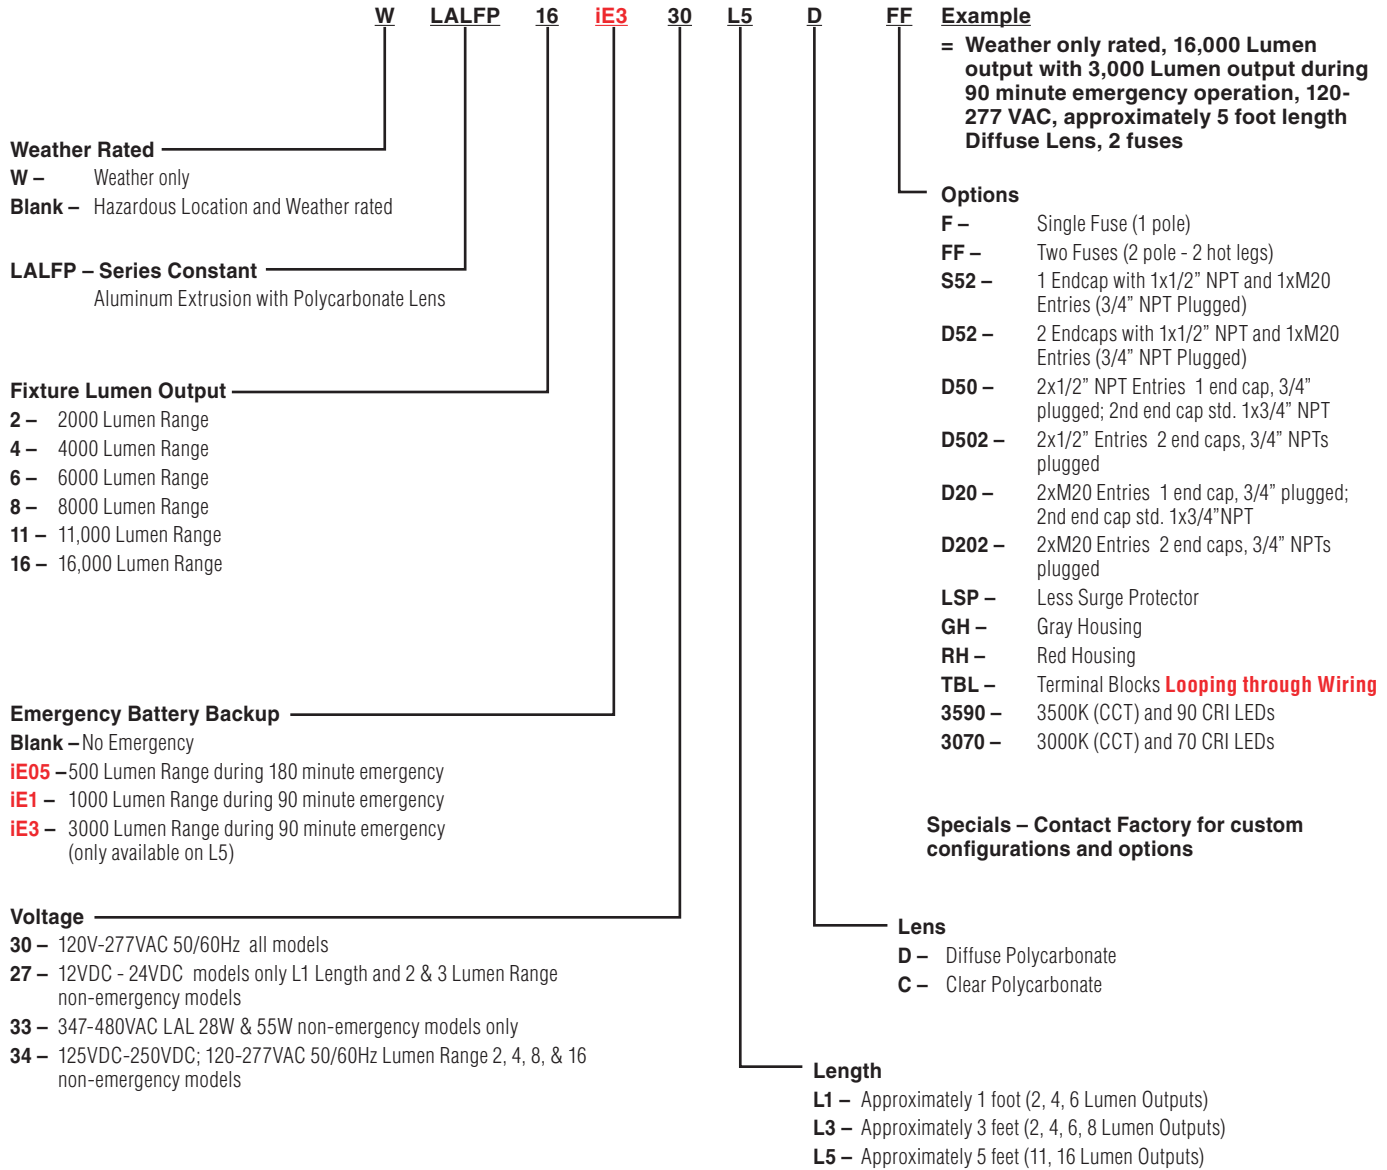 W LALFP 16 iE3 30 L5 D FF Example
= Weather only rated, 16,000 Lumen
output with 3,000 Lumen output during
90 minute emergency operation, 120-
277 VAC, approximately 5 foot length
Diffuse Lens, 2 fuses
Weather Rated
W – Weather only
Blank – Hazardous Location and Weather rated
LALFP – Series Constant
Aluminum Extrusion with Polycarbonate Lens
Fixture Lumen Output
2 – 2000 Lumen Range
4 – 4000 Lumen Range
6 – 6000 Lumen Range
8 – 8000 Lumen Range
11 – 11,000 Lumen Range
16 – 16,000 Lumen Range
Emergency Battery Backup
Blank – No Emergency
iE05 – 500 Lumen Range during 180 minute emergency
iE1 – 1000 Lumen Range during 90 minute emergency
iE3 – 3000 Lumen Range during 90 minute emergency
(only available on L5)
Voltage
30 – 120V-277VAC 50/60Hz all models
27 – 12VDC - 24VDC models only L1 Length and 2 & 3 Lumen Range
non-emergency models
33 – 347-480VAC LAL 28W & 55W non-emergency models only
34 – 125VDC-250VDC; 120-277VAC 50/60Hz Lumen Range 2, 4, 8, & 16
non-emergency models
Options
F – Single Fuse (1 pole)
FF – Two Fuses (2 pole - 2 hot legs)
S52 – 1 Endcap with 1x1/2" NPT and 1xM20
Entries (3/4" NPT Plugged)
D52 – 2 Endcaps with 1x1/2" NPT and 1xM20
Entries (3/4" NPT Plugged)
D50 – 2x1/2" NPT Entries 1 end cap, 3/4"
plugged; 2nd end cap std. 1x3/4" NPT
D502 – 2x1/2" Entries 2 end caps, 3/4" NPTs
plugged
D20 – 2xM20 Entries 1 end cap, 3/4" plugged;
2nd end cap std. 1x3/4"NPT
D202 – 2xM20 Entries 2 end caps, 3/4" NPTs
plugged
LSP – Less Surge Protector
GH – Gray Housing
RH – Red Housing
TBL – Terminal Blocks Looping through Wiring
3590 – 3500K (CCT) and 90 CRI LEDs
3070 – 3000K (CCT) and 70 CRI LEDs
Specials – Contact Factory for custom
configurations and options
Lens
D – Diffuse Polycarbonate
C – Clear Polycarbonate
Length
L1 – Approximately 1 foot (2, 4, 6 Lumen Outputs)
L3 – Approximately 3 feet (2, 4, 6, 8 Lumen Outputs)
L5 – Approximately 5 feet (11, 16 Lumen Outputs)